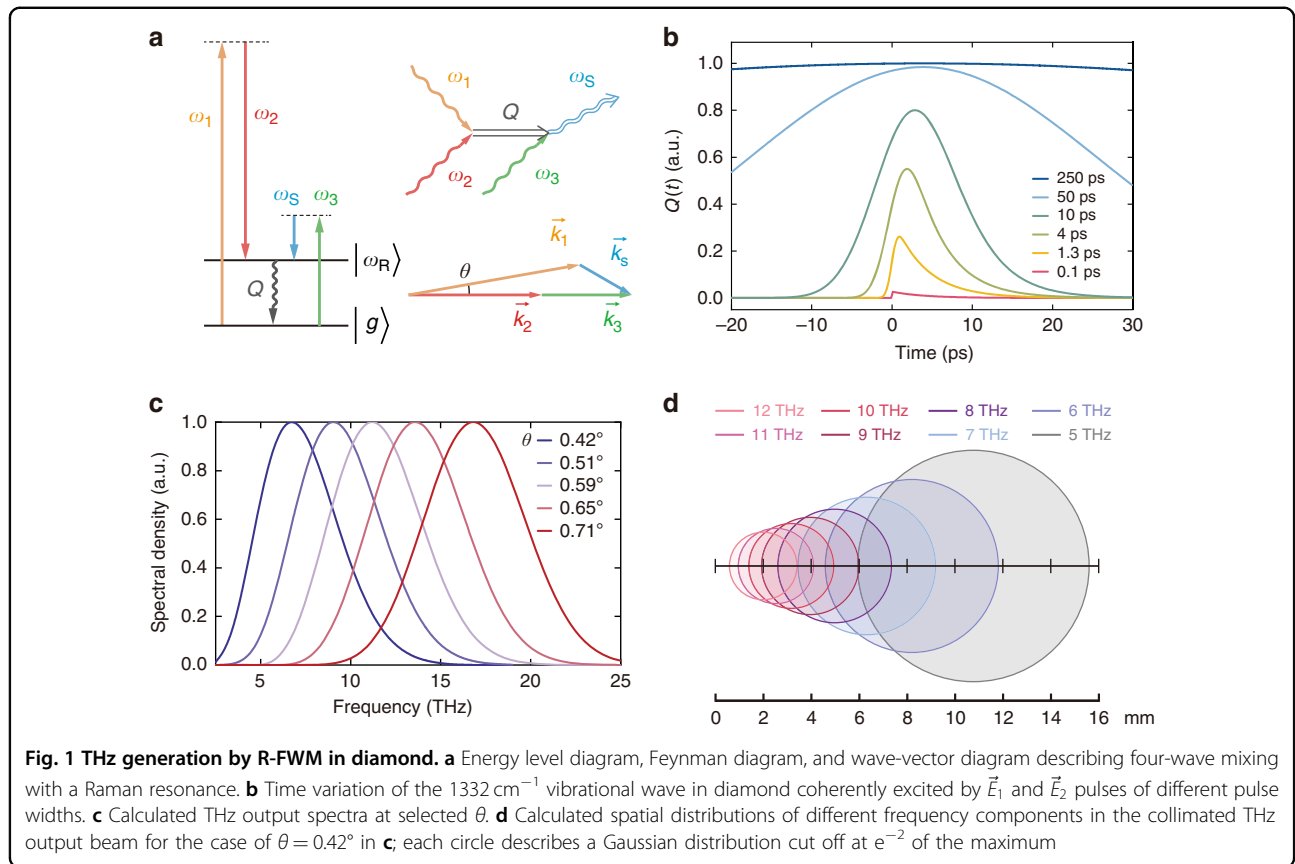 a
ω1
ω2
ωS
ω3
Q
|ωR⟩
|g⟩
ω1
ωS
Q
ω2
ω3
k⃗1
k⃗s
θ
k⃗2
k⃗3
b
Q(t) (a.u.)
1.0
0.8
0.6
0.4
0.2
0.0
250 ps
50 ps
10 ps
4 ps
1.3 ps
0.1 ps
−20 −10 0 10 20 30
Time (ps)
c
Spectral density (a.u.)
1.0
0.8
0.6
0.4
0.2
0.0
θ 0.42°
0.51°
0.59°
0.65°
0.71°
5 10 15 20 25
Frequency (THz)
d
12 THz 10 THz 8 THz 6 THz
11 THz 9 THz 7 THz 5 THz
0 2 4 6 8 10 12 14 16 mm
Fig. 1 THz generation by R-FWM in diamond. a Energy level diagram, Feynman diagram, and wave-vector diagram describing four-wave mixing
with a Raman resonance. b Time variation of the 1332 cm⁻¹ vibrational wave in diamond coherently excited by E⃗1 and E⃗2 pulses of different pulse
widths. c Calculated THz output spectra at selected θ. d Calculated spatial distributions of different frequency components in the collimated THz
output beam for the case of θ = 0.42° in c; each circle describes a Gaussian distribution cut off at e⁻² of the maximum